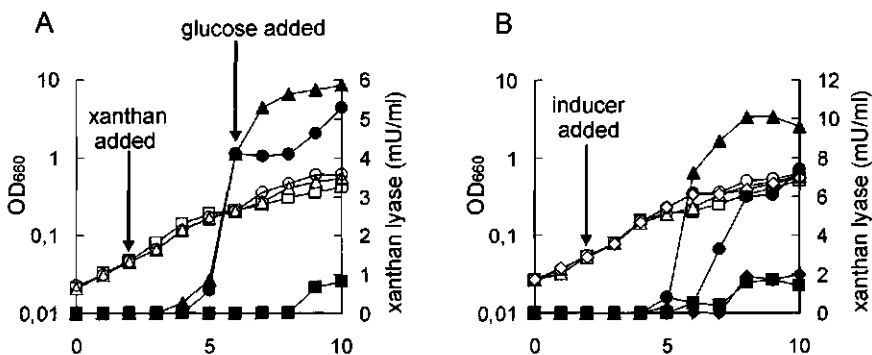 A
glucose added
xanthan
added
OD660
10
1
0,1
0,01
6
5
4
3
2
1
0
xanthan lyase (mU/ml)
0
5
10
B
inducer
added
OD660
10
1
0,1
0,01
12
10
8
6
4
2
0
xanthan lyase (mU/ml)
0
5
10